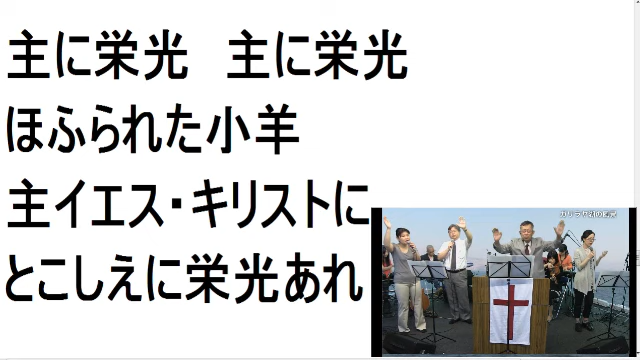 主に栄光　主に栄光
ほふられた小羊
主イエス・キリストに
とこしえに栄光あれ